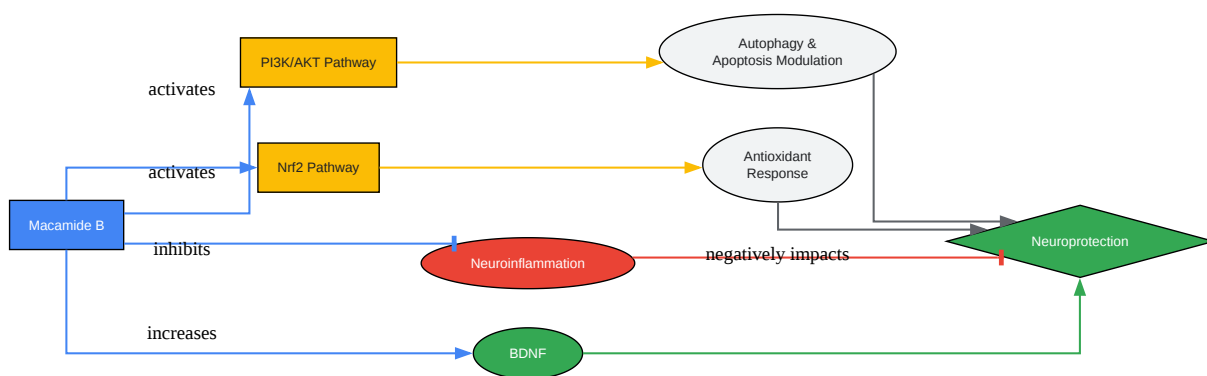 PI3K/AKT Pathway
Autophagy &
Apoptosis Modulation
activates
Nrf2 Pathway
activates
Antioxidant
Response
Macamide B
inhibits
Neuroinflammation
negatively impacts
Neuroprotection
increases
BDNF